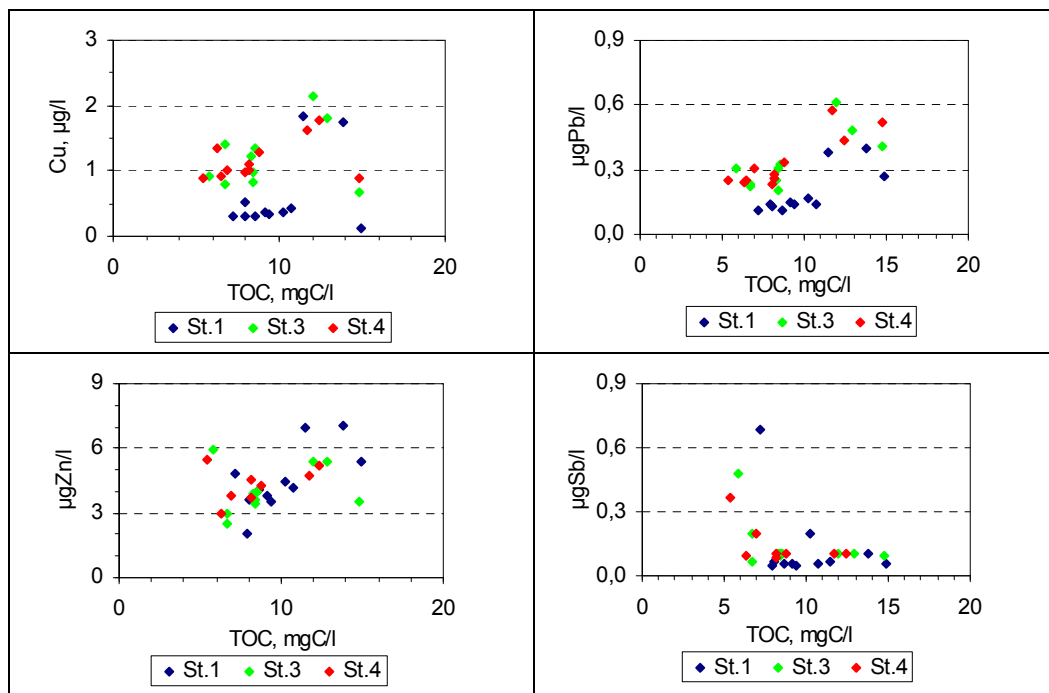 3
2
1
0
Cu, µg/l
0 10 20
TOC, mgC/l
St.1 St.3 St.4
0,9
0,6
0,3
0,0
µgPb/l
0 5 10 15 20
TOC, mgC/l
St.1 St.3 St.4
9
6
3
0
µgZn/l
0 10 20
TOC, mgC/l
St.1 St.3 St.4
0,9
0,6
0,3
0,0
µgSb/l
0 5 10 15 20
TOC, mgC/l
St.1 St.3 St.4